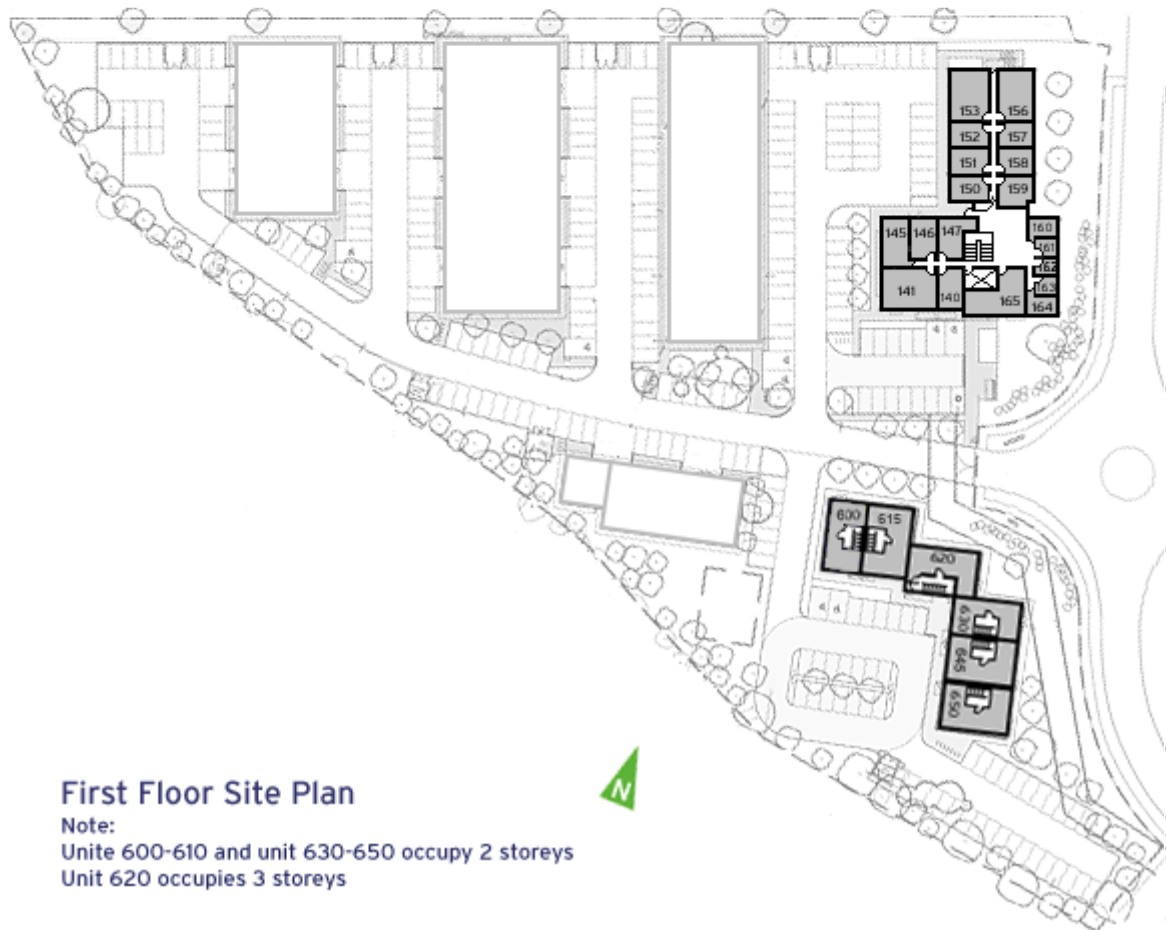 153 156
152 157
151 158
150 159
145 146 147 160
161
162
141 140 165 163
164
600 615
620
630
645
650
N
First Floor Site Plan
Note:
Unite 600-610 and unit 630-650 occupy 2 storeys
Unit 620 occupies 3 storeys